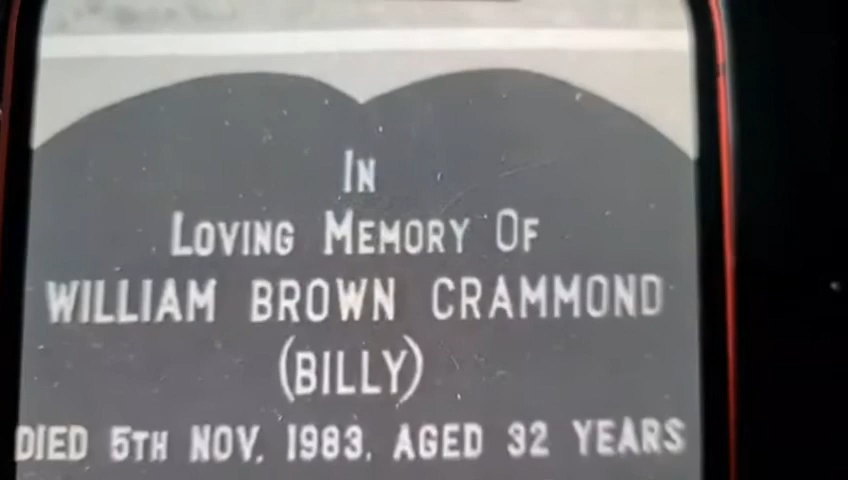 IN
LOVING MEMORY OF
WILLIAM BROWN CRAMMOND
(BILLY)
DIED 5TH NOV. 1983. AGED 32 YEARS